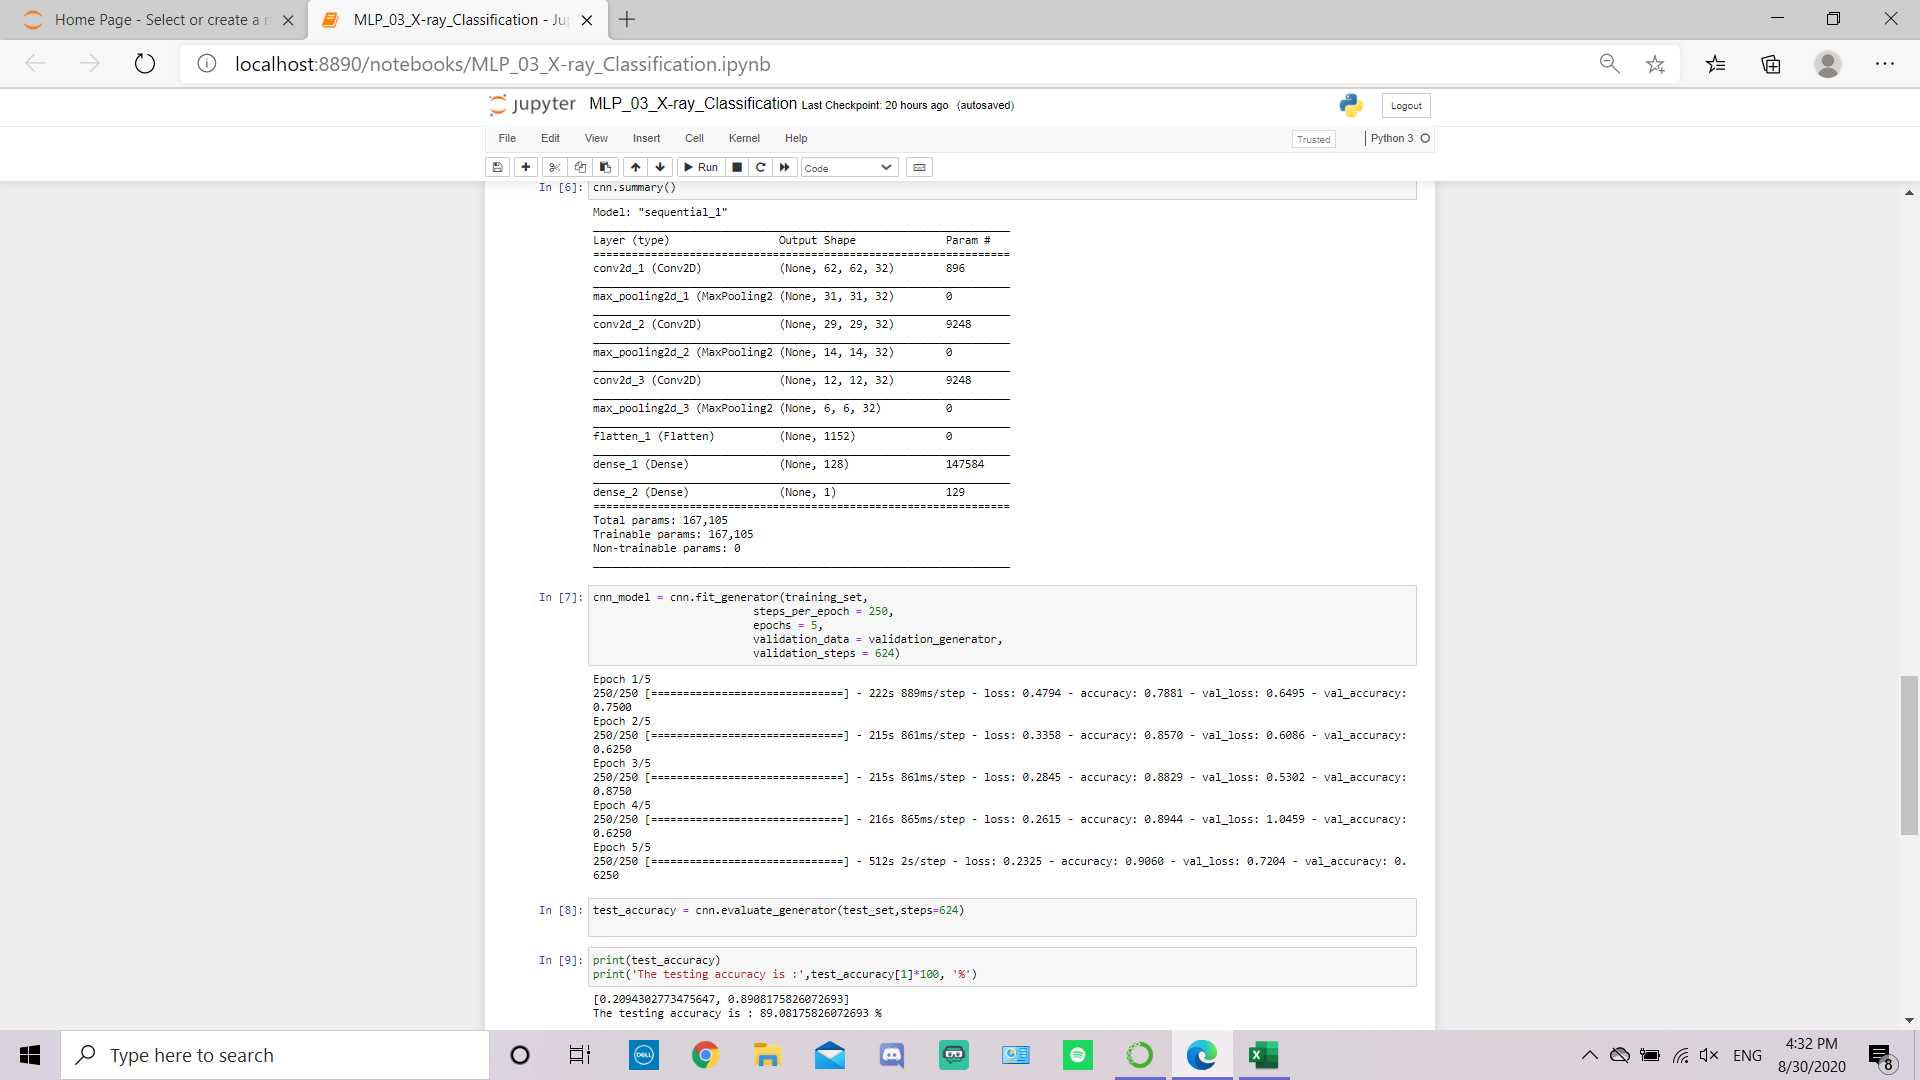 Home Page - Select or create a n
MLP_03_X-ray_Classification - Ju
localhost:8890/notebooks/MLP_03_X-ray_Classification.ipynb
jupyter MLP_03_X-ray_Classification Last Checkpoint: 20 hours ago (autosaved)
Logout
File Edit View Insert Cell Kernel Help
Trusted Python 3
Run Code
In [6]: cnn.summary()
Model: "sequential_1"
Layer (type) Output Shape Param #
=================================================================
conv2d_1 (Conv2D) (None, 62, 62, 32) 896
max_pooling2d_1 (MaxPooling2 (None, 31, 31, 32) 0
conv2d_2 (Conv2D) (None, 29, 29, 32) 9248
max_pooling2d_2 (MaxPooling2 (None, 14, 14, 32) 0
conv2d_3 (Conv2D) (None, 12, 12, 32) 9248
max_pooling2d_3 (MaxPooling2 (None, 6, 6, 32) 0
flatten_1 (Flatten) (None, 1152) 0
dense_1 (Dense) (None, 128) 147584
dense_2 (Dense) (None, 1) 129
=================================================================
Total params: 167,105
Trainable params: 167,105
Non-trainable params: 0
In [7]: cnn_model = cnn.fit_generator(training_set,
steps_per_epoch = 250,
epochs = 5,
validation_data = validation_generator,
validation_steps = 624)
Epoch 1/5
250/250 [==============================] - 222s 889ms/step - loss: 0.4794 - accuracy: 0.7881 - val_loss: 0.6495 - val_accuracy:
0.7500
Epoch 2/5
250/250 [==============================] - 215s 861ms/step - loss: 0.3358 - accuracy: 0.8570 - val_loss: 0.6086 - val_accuracy:
0.6250
Epoch 3/5
250/250 [==============================] - 215s 861ms/step - loss: 0.2845 - accuracy: 0.8829 - val_loss: 0.5302 - val_accuracy:
0.8750
Epoch 4/5
250/250 [==============================] - 216s 865ms/step - loss: 0.2615 - accuracy: 0.8944 - val_loss: 1.0459 - val_accuracy:
0.6250
Epoch 5/5
250/250 [==============================] - 512s 2s/step - loss: 0.2325 - accuracy: 0.9060 - val_loss: 0.7204 - val_accuracy: 0.
6250
In [8]: test_accuracy = cnn.evaluate_generator(test_set,steps=624)
In [9]: print(test_accuracy)
print('The testing accuracy is :',test_accuracy[1]*100, '%')
[0.2094302773475647, 0.8908175826072693]
The testing accuracy is : 89.08175826072693 %
Type here to search
DELL
ENG
4:32 PM
8/30/2020
8